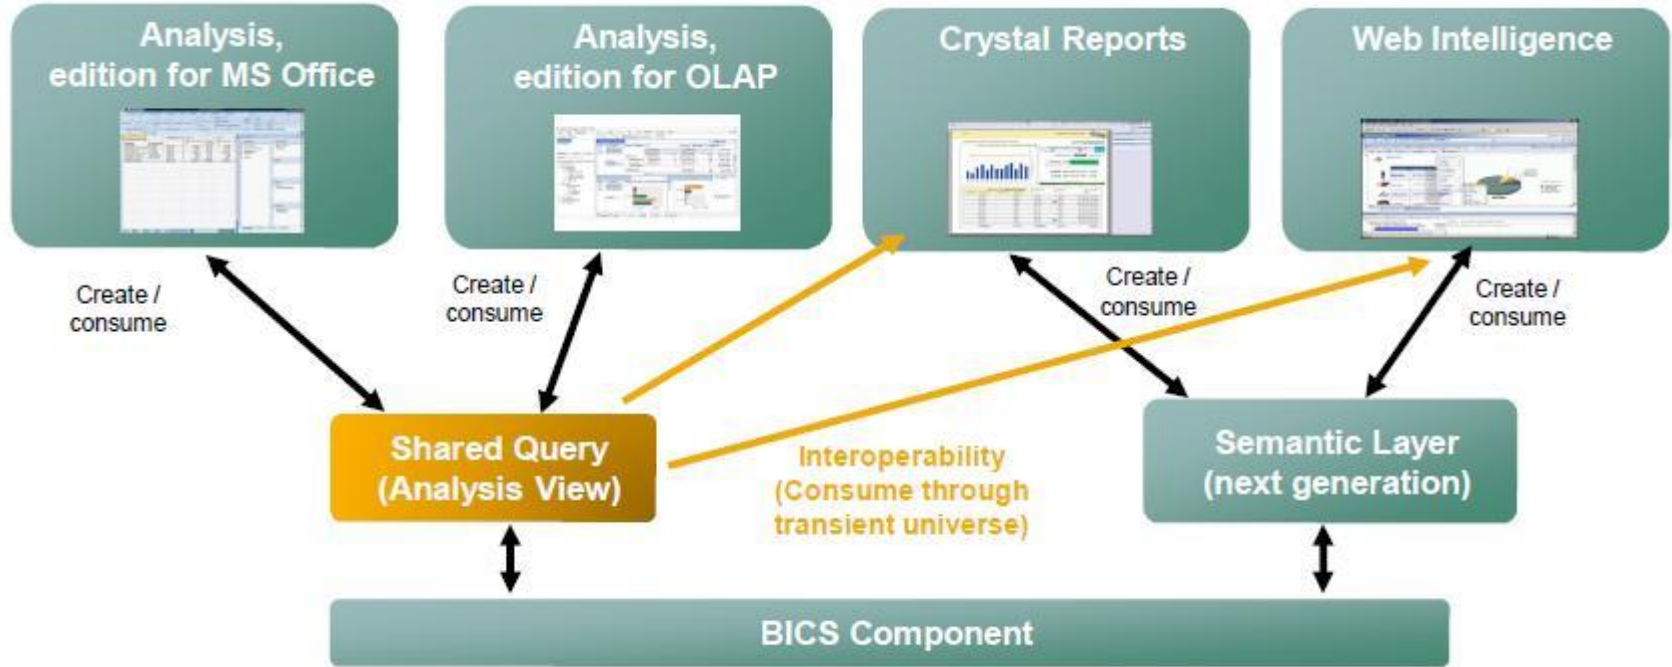 Analysis,
edition for MS Office
Analysis,
edition for OLAP
Crystal Reports
Web Intelligence
Create /
consume
Create /
consume
Create /
consume
Create /
consume
Shared Query
(Analysis View)
Interoperability
(Consume through
transient universe)
Semantic Layer
(next generation)
BICS Component